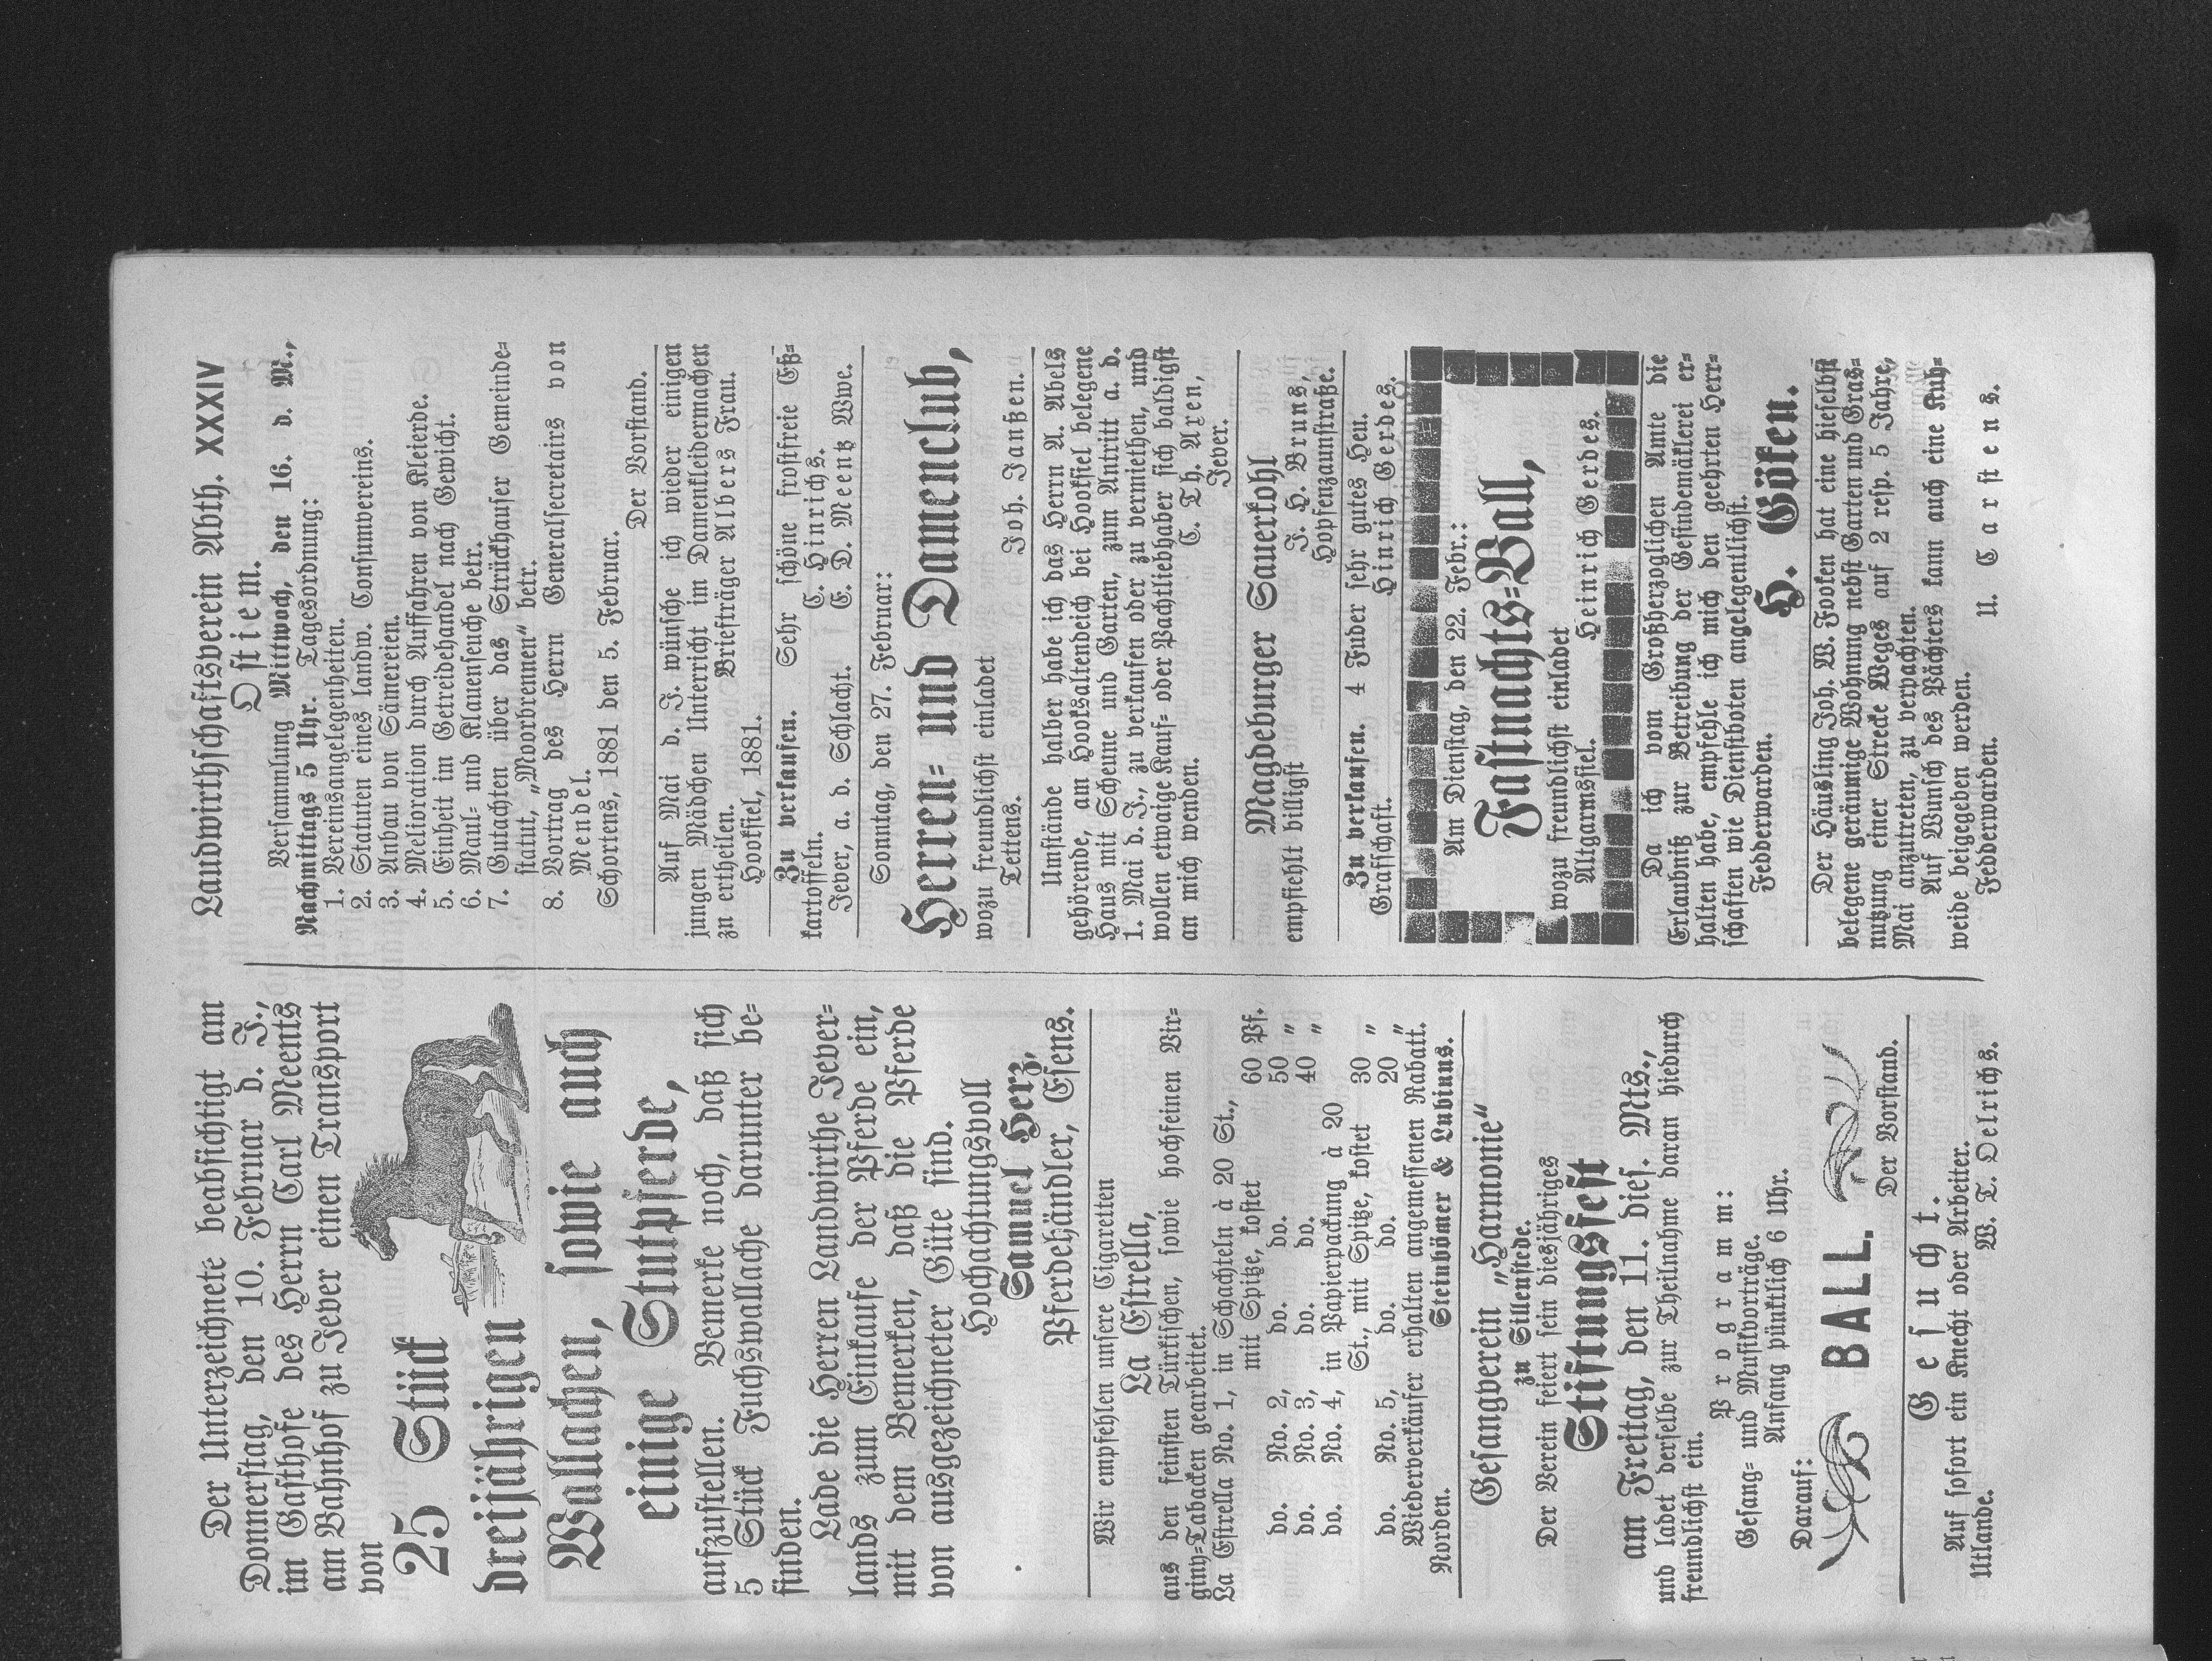 Der Unterzeichnete beabsichtigt am
Donnerstag, den 10. Februar d. J.,
im Gasthofe des Herrn Carl Meents
am Bahnhof zu Jever einen Transport
von
25 Stück
dreijährigen
Wallachen, sowie auch
einige Stutpferde,
aufzustellen. Bemerke noch, daß sich
5 Stück Fuchswallache darunter be-
finden.
Lade die Herren Landwirthe Jever-
lands zum Einkaufe der Pferde ein,
mit dem Bemerken, daß die Pferde
von ausgezeichneter Güte sind.
Hochachtungsvoll
Samuel Herz,
Pferdehändler, Esens.
Wir empfehlen unsere Cigaretten
La Estrella,
aus den feinsten Türkischen, sowie hochfeinen Vir-
giny-Tabacken gearbeitet.
La Estrella No. 1, in Schachteln à 20 St.,
mit Spitze, kostet 60 Pf.
do. No. 2, do. do. 50 "
do. No. 3, do. do. 40 "
do. No. 4, in Papierpackung à 20
St., mit Spitze, kostet 30 "
do. No. 5, do. do. 20 "
Wiederverkäufer erhalten angemessenen Rabatt.
Norden. Steinbömer & Lubinus.
Gesangverein „Harmonie“
zu Sillenstede.
Der Verein feiert sein diesjähriges
Stiftungsfest
am Freitag, den 11. dies. Mts.,
und ladet derselbe zur Theilnahme daran hiedurch
freundlichst ein.
Programm:
Gesang- und Musikvorträge.
Anfang pünktlich 6 Uhr.
Darauf:
BALL.
Der Vorstand.
Gesucht.
Auf sofort ein Knecht oder Arbeiter.
Utlande. W. T. Oelrichs.
Landwirthschaftsverein Abth. XXXIV
Ostiem.
Versammlung Mittwoch, den 16. d. M.,
Nachmittags 5 Uhr. Tagesordnung:
1. Vereinsangelegenheiten.
2. Statuten eines landw. Consumvereins.
3. Anbau von Sämereien.
4. Melioration durch Auffahren von Kleierde.
5. Einheit im Getreidehandel nach Gewicht.
6. Maul- und Klauenseuche betr.
7. Gutachten über das Strückhauser Gemeinde-
statut, „Moorbrennen“ betr.
8. Vortrag des Herrn Generalsecretairs von
Mendel.
Schortens, 1881 den 5. Februar.
Der Vorstand.
Auf Mai d. J. wünsche ich wieder einigen
jungen Mädchen Unterricht im Damenkleidermachen
zu ertheilen. Briefträger Albers Frau.
Hooksiel, 1881.
Zu verkaufen. Sehr schöne frostfreie Eß-
kartoffeln. C. Hinrichs.
Jever, a. d. Schlacht. E. D. Meentz Wwe.
Sonntag, den 27. Februar:
Herren- und Damenclub,
wozu freundlichst einladet
Tettens. Joh. Janßen.
Umstände halber habe ich das Herrn A. Abels
gehörende, am Hooksaltendeich bei Hooksiel belegene
Haus mit Scheune und Garten, zum Antritt a. d.
1. Mai d. J., zu verkaufen oder zu vermiethen, und
wollen etwaige Kauf- oder Pachtliebhaber sich baldigst
an mich wenden. C. Th. Axen,
Jever.
Magdeburger Sauerkohl
empfiehlt billigst J. H. Bruns,
Hopfenzaunstraße.
Zu verkaufen. 4 Fuder sehr gutes Heu.
Grafschaft. Hinrich Gerdes.
Am Dienstag, den 22. Febr.:
Fastnachts-Ball,
wozu freundlichst einladet
Altgarmssiel. Heinrich Gerdes.
Da ich vom Großherzoglichen Amte die
Erlaubniß zur Betreibung der Gesindemäklerei er-
halten habe, empfehle ich mich den geehrten Herr-
schaften wie Dienstboten angelegentlichst.
Fedderwarden. H. Göken.
Der Häusling Joh. W. Fooken hat eine hieselbst
belegene geräumige Wohnung nebst Garten und Gras-
nutzung einer Strecke Weges auf 2 resp. 5 Jahre,
Mai anzutreten, zu verpachten.
Auf Wunsch des Pächters kann auch eine Kuh-
weide beigegeben werden.
Fedderwarden. U. Carstens.